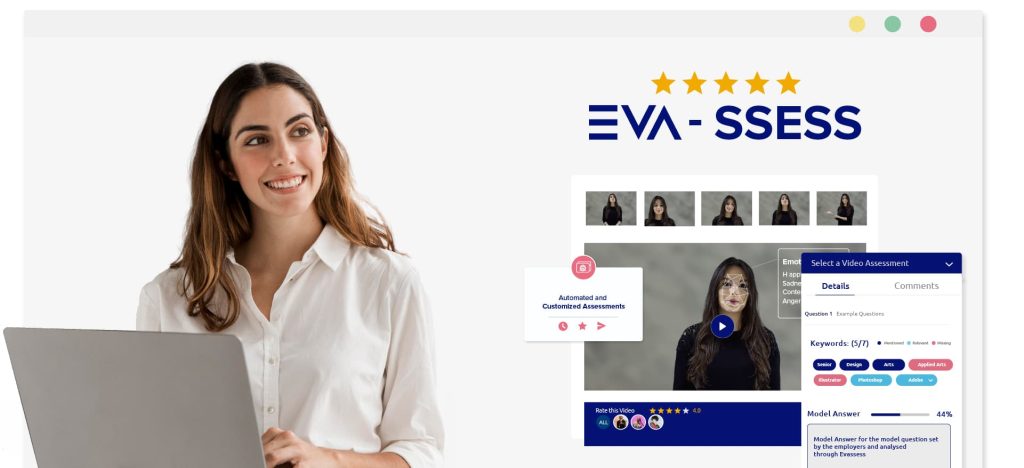 EVA- SSESS
Automated and
Customized Assessments
Emot
H app
Sadne
Conte
Anger
Select a Video Assessment
Details
Comments
Question 1 Example Questions
Keywords: (5/7)
Mentioned
Relevant
Missing
Senior
Design
Arts
Applied Arts
Illustrator
Photoshop
Adobe
Rate this Video
4.0
ALL
Model Answer
44%
Model Answer for the model question set
by the employers and analysed
through Evassess